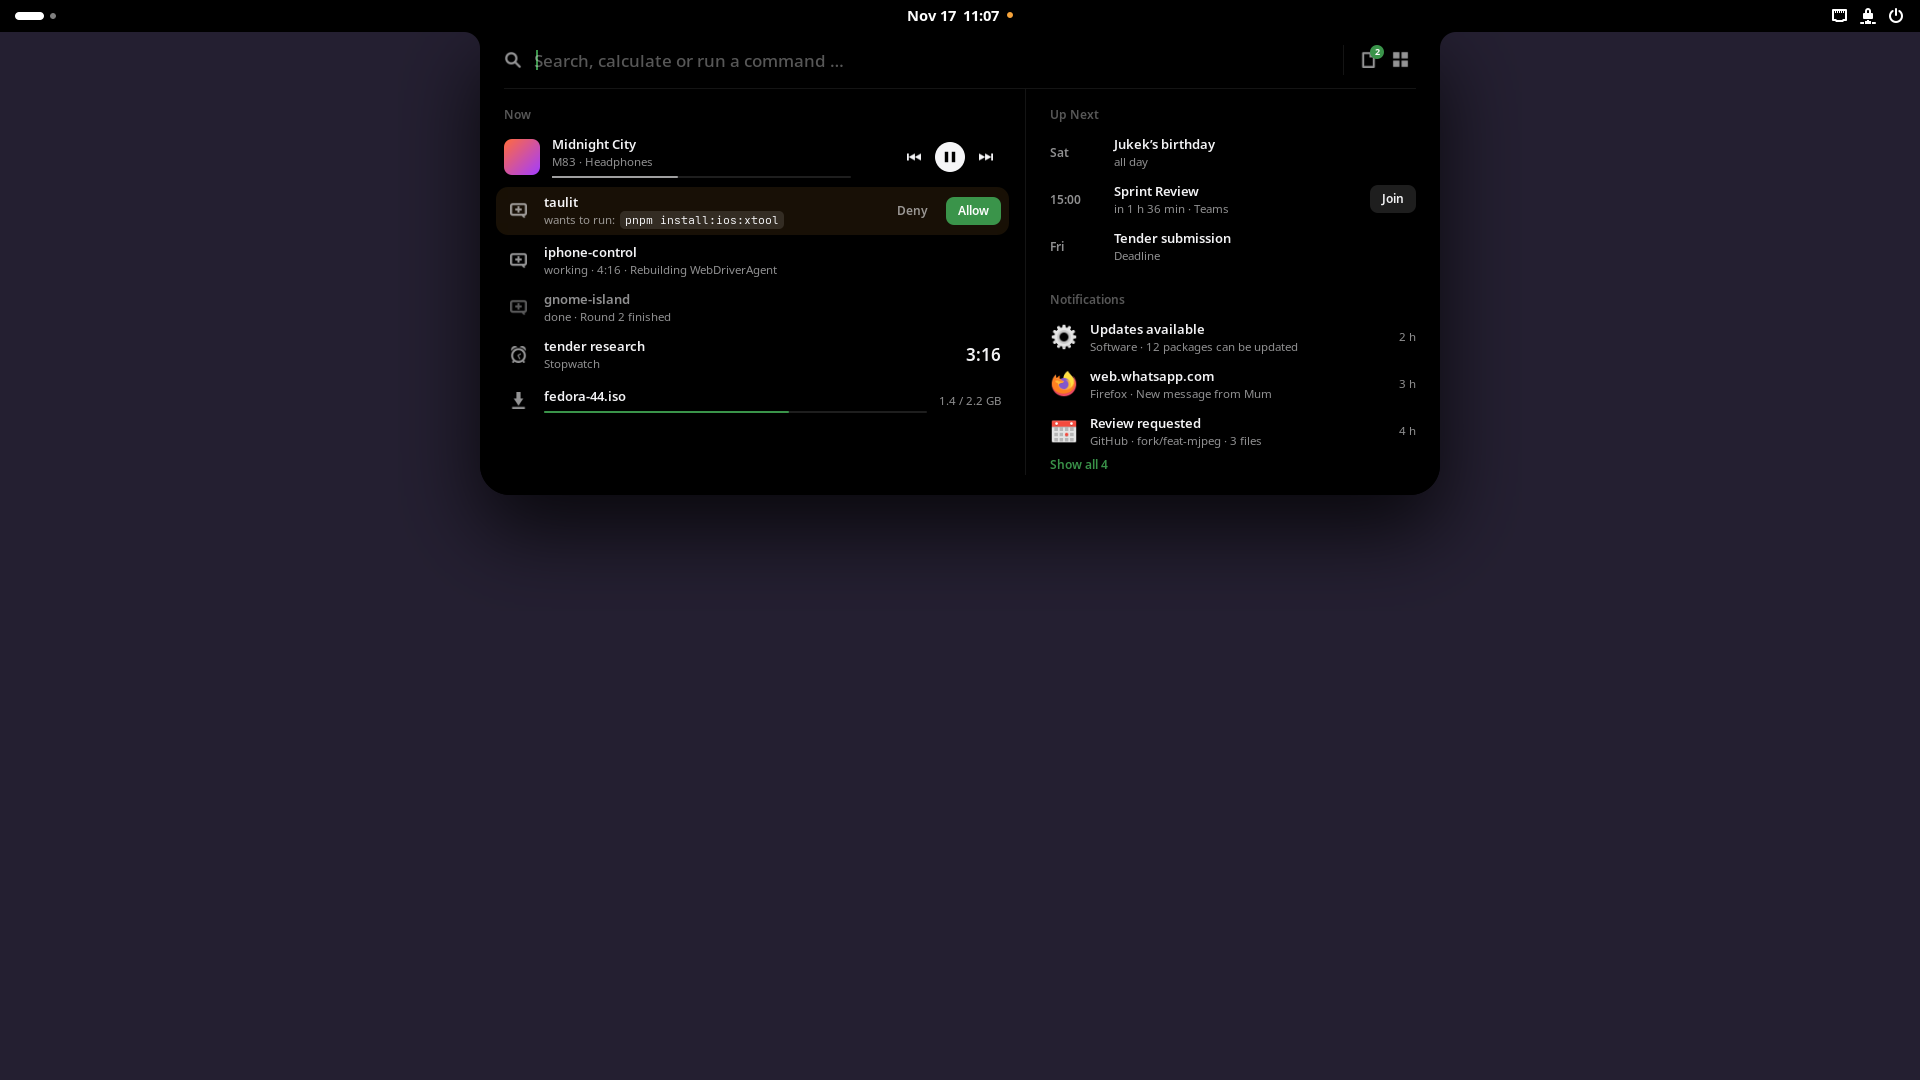 Nov 17 11:07
Search, calculate or run a command ...
2
Now
Midnight City
M83 · Headphones
taulit
wants to run: pnpm install:ios:xtool
Deny
Allow
iphone-control
working · 4:16 · Rebuilding WebDriverAgent
gnome-island
done · Round 2 finished
tender research
Stopwatch
3:16
fedora-44.iso
1.4 / 2.2 GB
Up Next
Sat
Jukek’s birthday
all day
15:00
Sprint Review
in 1 h 36 min · Teams
Join
Fri
Tender submission
Deadline
Notifications
Updates available
Software · 12 packages can be updated
2 h
web.whatsapp.com
Firefox · New message from Mum
3 h
Review requested
GitHub · fork/feat-mjpeg · 3 files
4 h
Show all 4